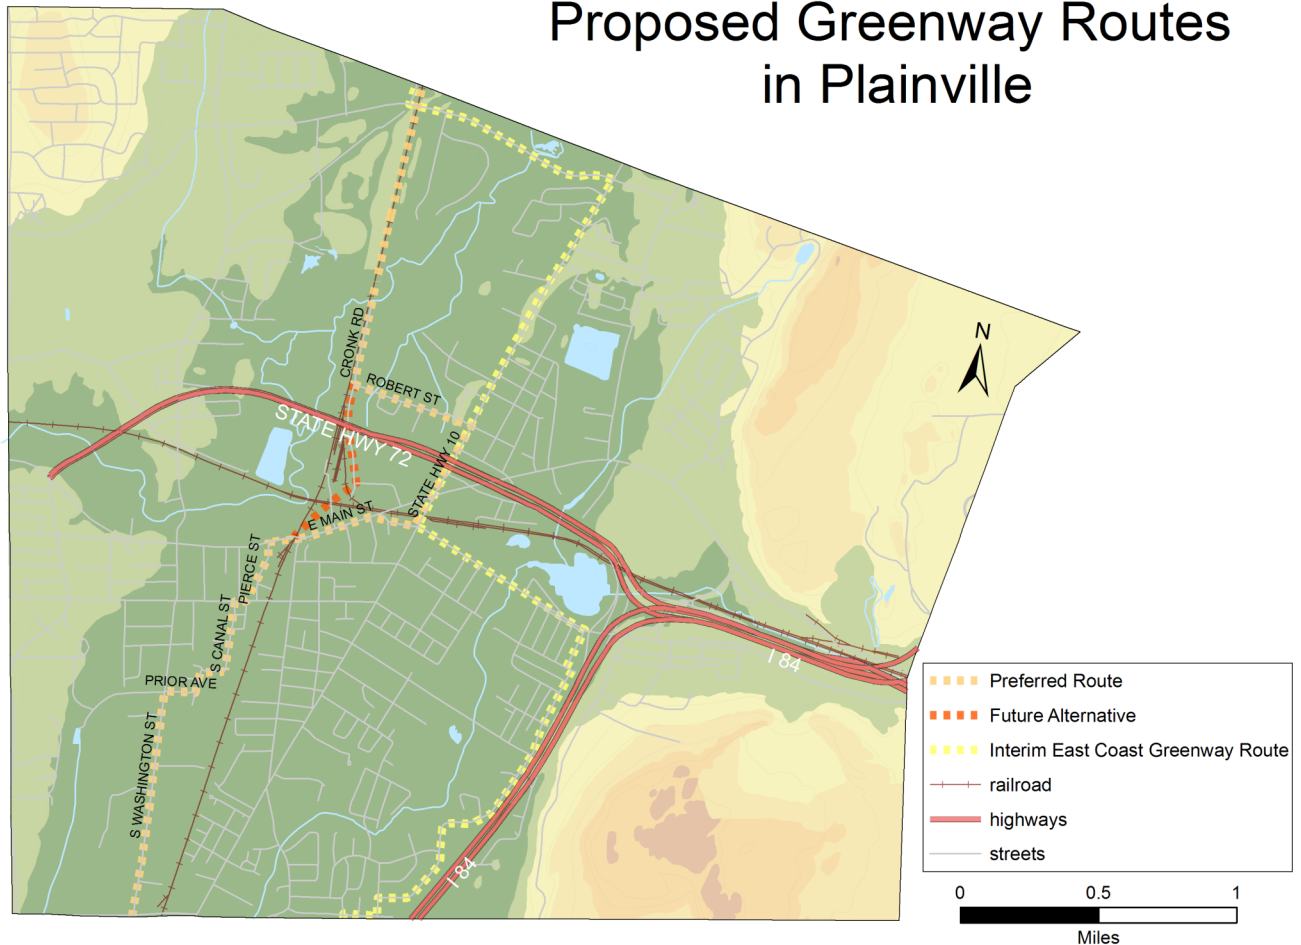 Proposed Greenway Routes
in Plainville
N
CRONK RD
ROBERT ST
STATE HWY 72
STATE HWY 10
E MAIN ST
PIERCE ST
S CANAL ST
PRIOR AVE
S WASHINGTON ST
I 84
I 84
Preferred Route
Future Alternative
Interim East Coast Greenway Route
railroad
highways
streets
0 0.5 1
Miles